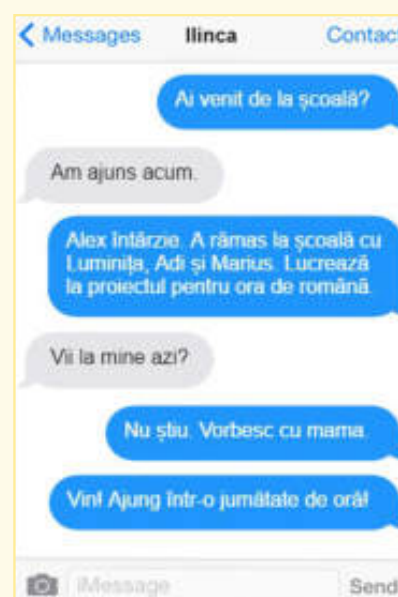 Messages Ilinca Contact
Ai venit de la școală?
Am ajuns acum.
Alex întârzie. A rămas la școală cu
Luminița, Adi și Marius. Lucrează
la proiectul pentru ora de română.
Vii la mine azi?
Nu știu. Vorbesc cu mama.
Vin! Ajung într-o jumătate de oră!
iMessage Send